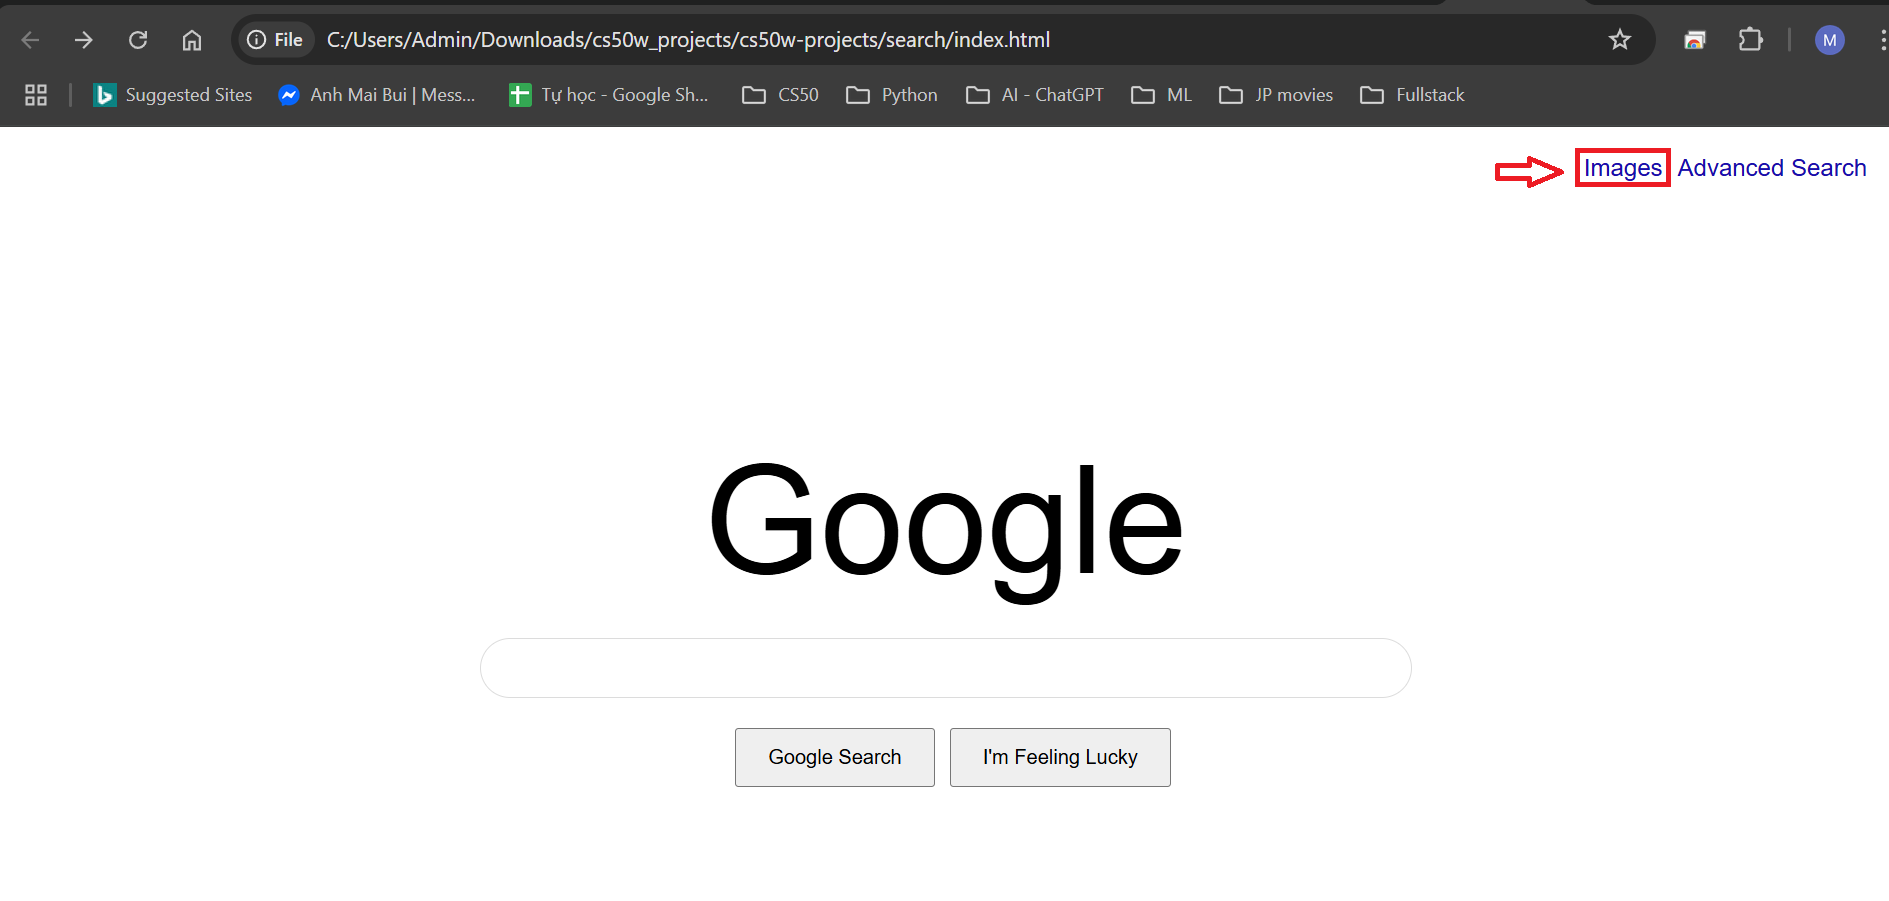 File C:/Users/Admin/Downloads/cs50w_projects/cs50w-projects/search/index.html
M
Suggested Sites Anh Mai Bui | Mess... Tự học - Google Sh... CS50 Python AI - ChatGPT ML JP movies Fullstack
Images Advanced Search
Google
Google Search I'm Feeling Lucky